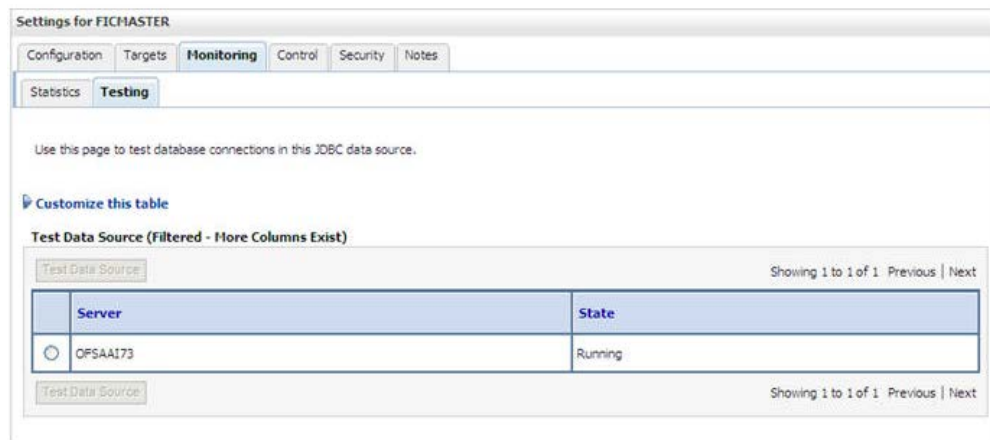 Settings for FICMASTER
Configuration Targets Monitoring Control Security Notes
Statistics Testing
Use this page to test database connections in this JDBC data source.
Customize this table
Test Data Source (Filtered - More Columns Exist)
Test Data Source Showing 1 to 1 of 1 Previous | Next
Server State
OFSAAI73 Running
Test Data Source Showing 1 to 1 of 1 Previous | Next